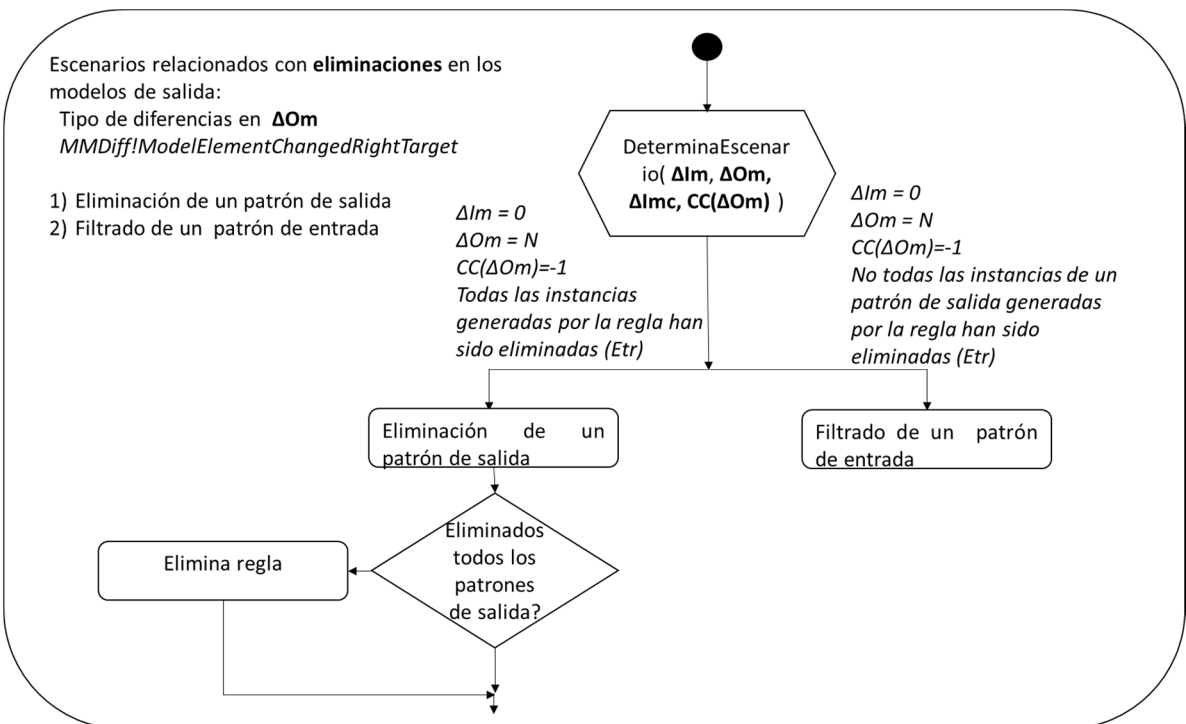 Escenarios relacionados con eliminaciones en los
modelos de salida:
Tipo de diferencias en ΔOm
MMDiff!ModelElementChangedRightTarget
1) Eliminación de un patrón de salida
2) Filtrado de un patrón de entrada
DeterminaEscenar
io( ΔIm, ΔOm,
ΔImc, CC(ΔOm) )
ΔIm = 0
ΔOm = N
CC(ΔOm)=-1
Todas las instancias
generadas por la regla han
sido eliminadas (Etr)
ΔIm = 0
ΔOm = N
CC(ΔOm)=-1
No todas las instancias de un
patrón de salida generadas
por la regla han sido
eliminadas (Etr)
Eliminación de un
patrón de salida
Filtrado de un patrón
de entrada
Eliminados
todos los
patrones
de salida?
Elimina regla